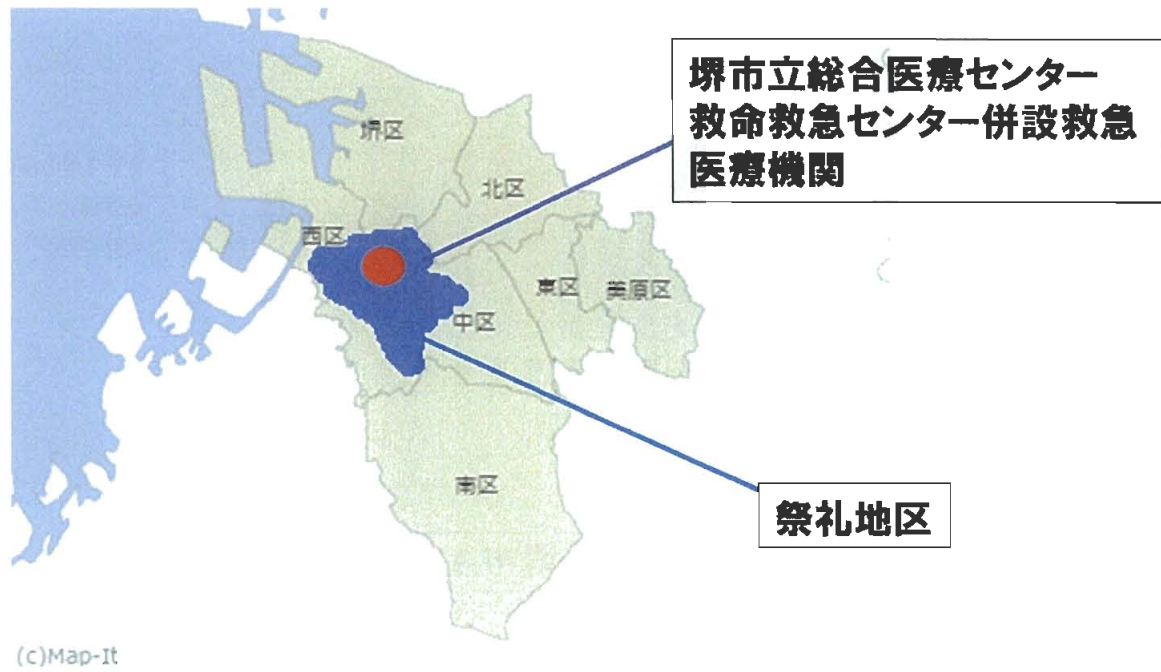 堺市立総合医療センター
救命救急センター併設救急
医療機関
堺区
北区
西区
東区
美原区
中区
南区
祭礼地区
(c)Map-It